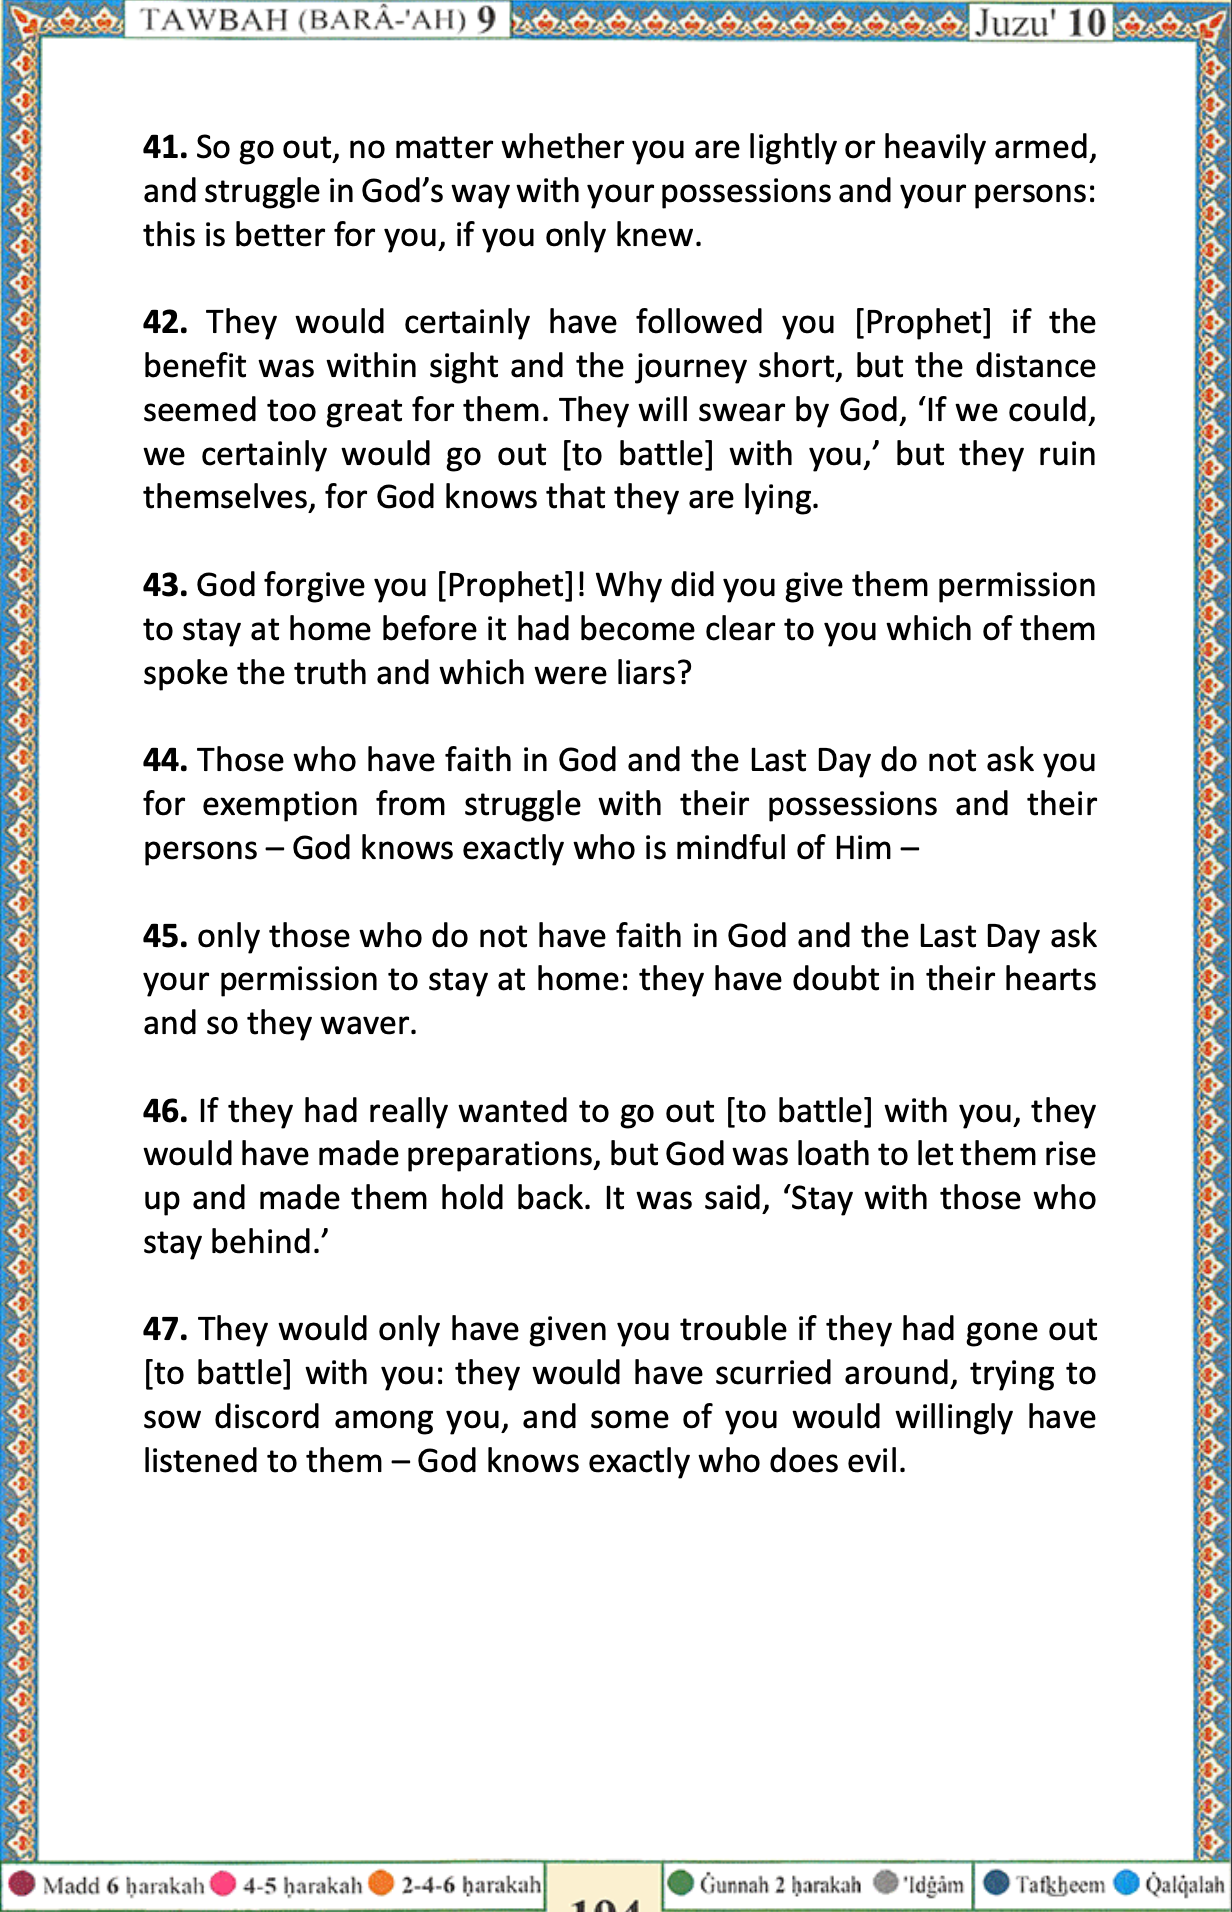 TAWBAH (BARÂ-'AH) 9 Juzu' 10
41. So go out, no matter whether you are lightly or heavily armed,
and struggle in God’s way with your possessions and your persons:
this is better for you, if you only knew.
42. They would certainly have followed you [Prophet] if the
benefit was within sight and the journey short, but the distance
seemed too great for them. They will swear by God, ‘If we could,
we certainly would go out [to battle] with you,’ but they ruin
themselves, for God knows that they are lying.
43. God forgive you [Prophet]! Why did you give them permission
to stay at home before it had become clear to you which of them
spoke the truth and which were liars?
44. Those who have faith in God and the Last Day do not ask you
for exemption from struggle with their possessions and their
persons – God knows exactly who is mindful of Him –
45. only those who do not have faith in God and the Last Day ask
your permission to stay at home: they have doubt in their hearts
and so they waver.
46. If they had really wanted to go out [to battle] with you, they
would have made preparations, but God was loath to let them rise
up and made them hold back. It was said, ‘Stay with those who
stay behind.’
47. They would only have given you trouble if they had gone out
[to battle] with you: they would have scurried around, trying to
sow discord among you, and some of you would willingly have
listened to them – God knows exactly who does evil.
Madd 6 ḥarakah 4-5 ḥarakah 2-4-6 ḥarakah 194 Ġunnah 2 ḥarakah 'Idġâm Tafk͟heem Q̇alq̇alah